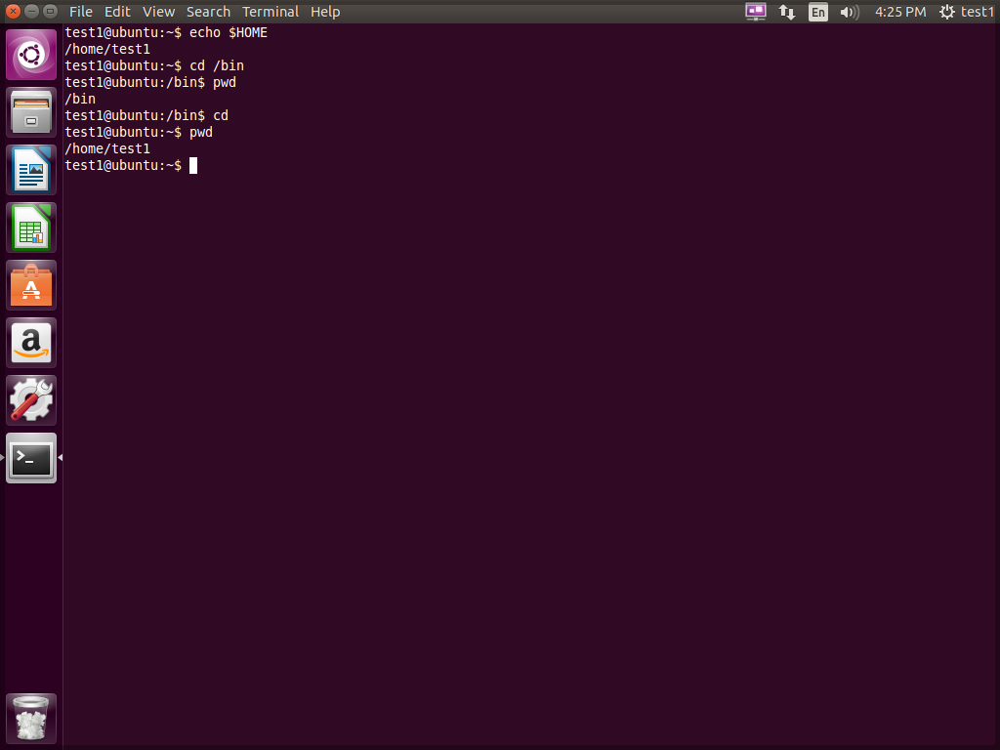 File Edit View Search Terminal Help En 4:25 PM test1
test1@ubuntu:~$ echo $HOME
/home/test1
test1@ubuntu:~$ cd /bin
test1@ubuntu:/bin$ pwd
/bin
test1@ubuntu:/bin$ cd
test1@ubuntu:~$ pwd
/home/test1
test1@ubuntu:~$
A
a
>_